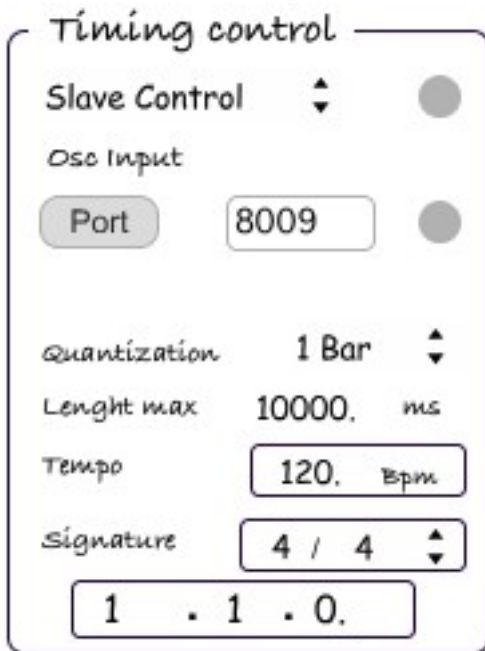 Timing control
Slave Control
Osc Input
Port 8009
Quantization 1 Bar
Lenght max 10000. ms
Tempo 120. Bpm
Signature 4 / 4
1 . 1 . 0.